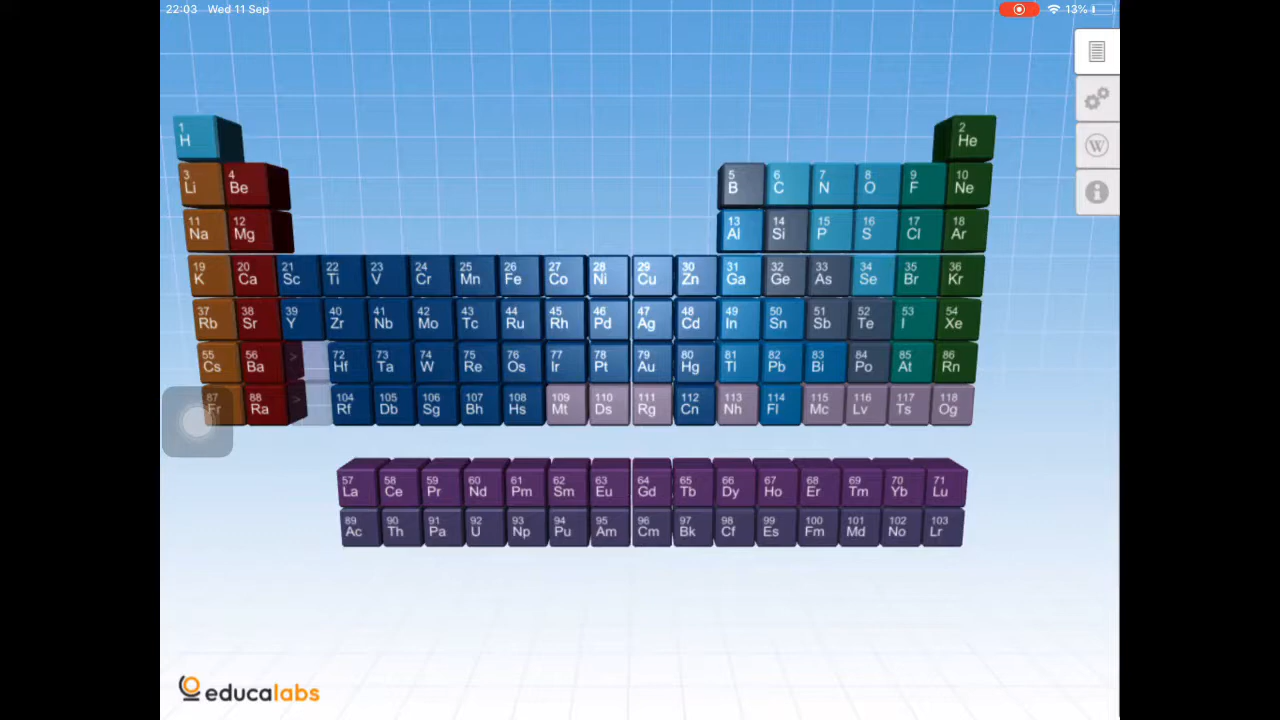 22:03 Wed 11 Sep 13%
1 H 2 He
3 Li 4 Be 5 B 6 C 7 N 8 O 9 F 10 Ne
11 Na 12 Mg 13 Al 14 Si 15 P 16 S 17 Cl 18 Ar
19 K 20 Ca 21 Sc 22 Ti 23 V 24 Cr 25 Mn 26 Fe 27 Co 28 Ni 29 Cu 30 Zn 31 Ga 32 Ge 33 As 34 Se 35 Br 36 Kr
37 Rb 38 Sr 39 Y 40 Zr 41 Nb 42 Mo 43 Tc 44 Ru 45 Rh 46 Pd 47 Ag 48 Cd 49 In 50 Sn 51 Sb 52 Te 53 I 54 Xe
55 Cs 56 Ba > 72 Hf 73 Ta 74 W 75 Re 76 Os 77 Ir 78 Pt 79 Au 80 Hg 81 Tl 82 Pb 83 Bi 84 Po 85 At 86 Rn
87 Fr 88 Ra > 104 Rf 105 Db 106 Sg 107 Bh 108 Hs 109 Mt 110 Ds 111 Rg 112 Cn 113 Nh 114 Fl 115 Mc 116 Lv 117 Ts 118 Og
57 La 58 Ce 59 Pr 60 Nd 61 Pm 62 Sm 63 Eu 64 Gd 65 Tb 66 Dy 67 Ho 68 Er 69 Tm 70 Yb 71 Lu
89 Ac 90 Th 91 Pa 92 U 93 Np 94 Pu 95 Am 96 Cm 97 Bk 98 Cf 99 Es 100 Fm 101 Md 102 No 103 Lr
W
i
educalabs